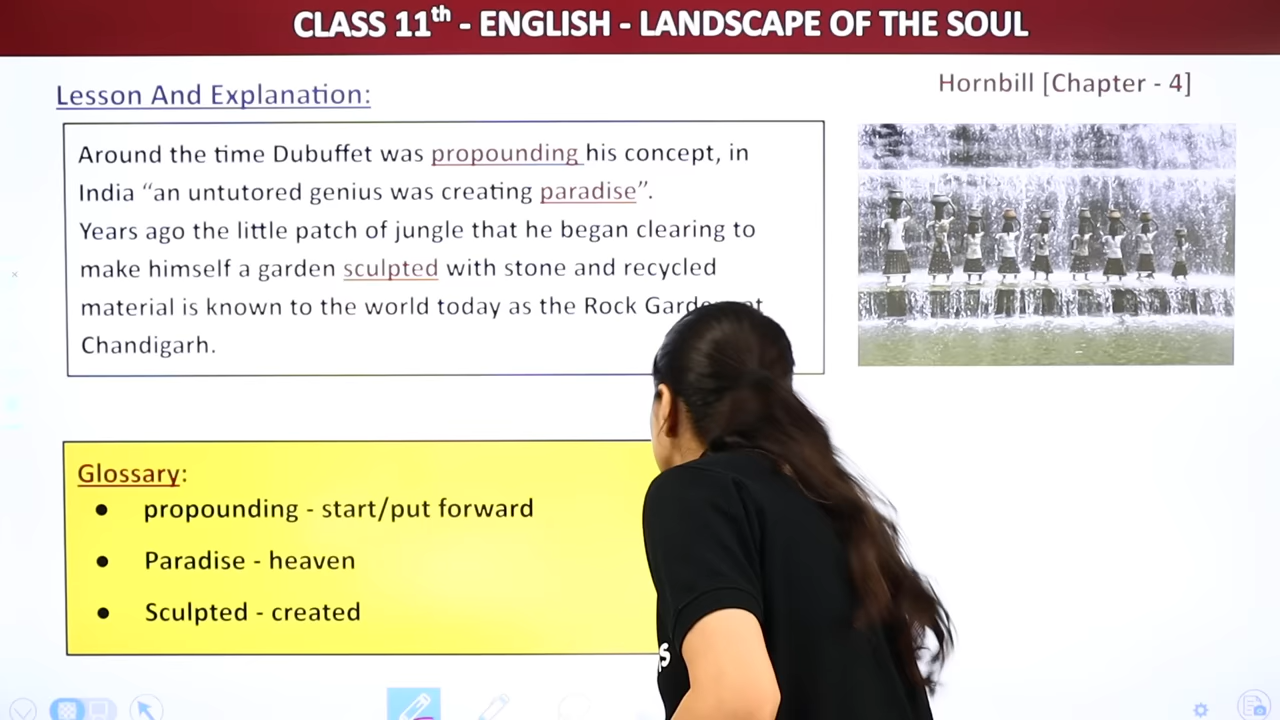 CLASS 11th - ENGLISH - LANDSCAPE OF THE SOUL
Lesson And Explanation:
Hornbill [Chapter - 4]
Around the time Dubuffet was propounding his concept, in
India “an untutored genius was creating paradise”.
Years ago the little patch of jungle that he began clearing to
make himself a garden sculpted with stone and recycled
material is known to the world today as the Rock
Chandigarh.
Glossary:
● propounding - start/put forward
● Paradise - heaven
● Sculpted - created